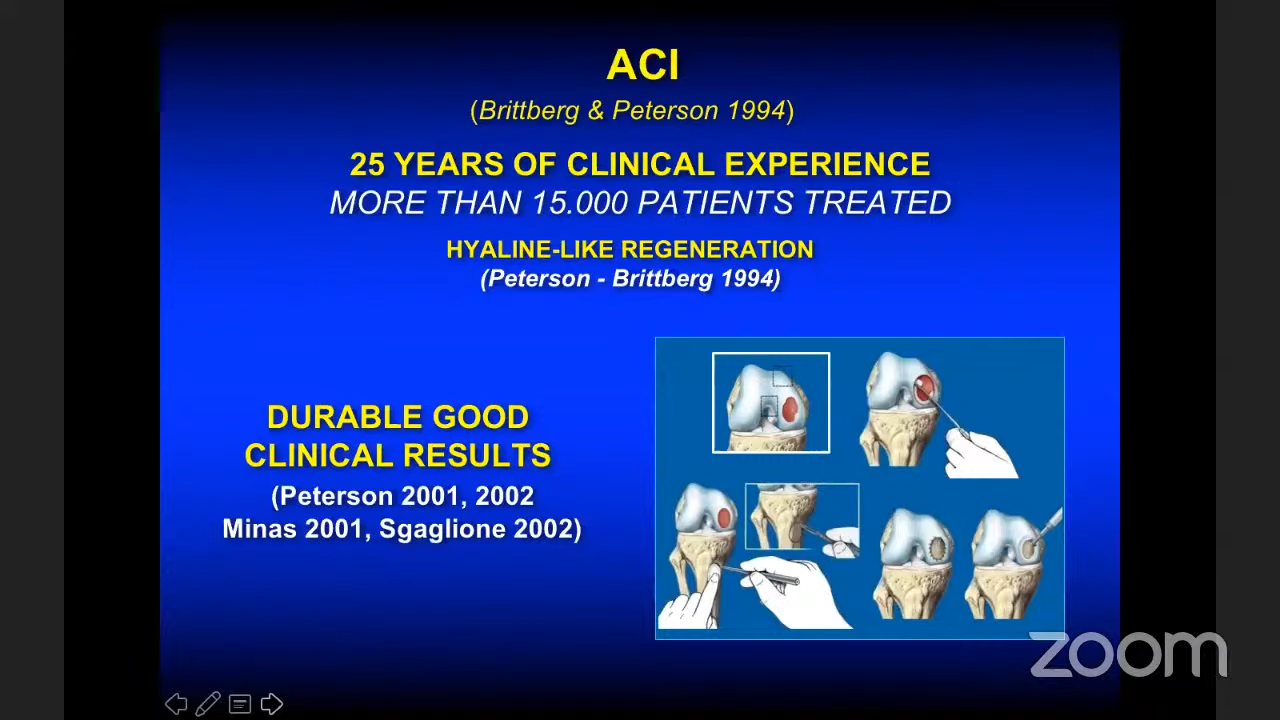 ACI
(Brittberg & Peterson 1994)
25 YEARS OF CLINICAL EXPERIENCE
MORE THAN 15.000 PATIENTS TREATED
HYALINE-LIKE REGENERATION
(Peterson - Brittberg 1994)
DURABLE GOOD
CLINICAL RESULTS
(Peterson 2001, 2002
Minas 2001, Sgaglione 2002)
zoom